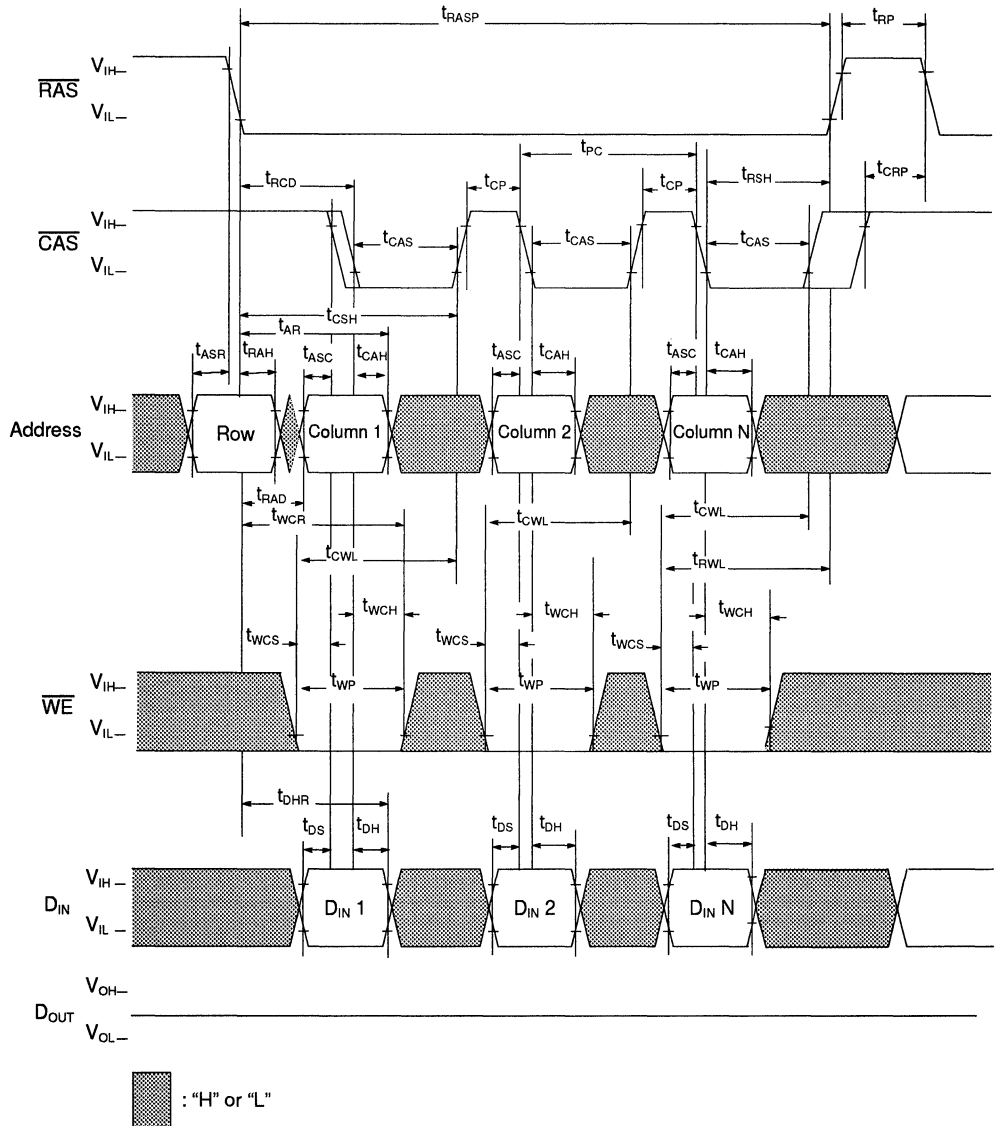 tRASP
tRP
RAS
VIH
VIL
tPC
tRCD
tCP
tCP
tRSH
tCRP
CAS
VIH
VIL
tCAS
tCAS
tCAS
tCSH
tAR
tASR
tRAH
tASC
tCAH
tASC
tCAH
tASC
tCAH
Address
VIH
VIL
Row
Column 1
Column 2
Column N
tRAD
tWCR
tCWL
tCWL
tCWL
tRWL
tWCH
tWCH
tWCH
tWCS
tWCS
tWCS
WE
VIH
VIL
tWP
tWP
tWP
tDHR
tDS
tDH
tDS
tDH
tDS
tDH
DIN
VIH
VIL
DIN 1
DIN 2
DIN N
DOUT
VOH
VOL
: “H” or “L”